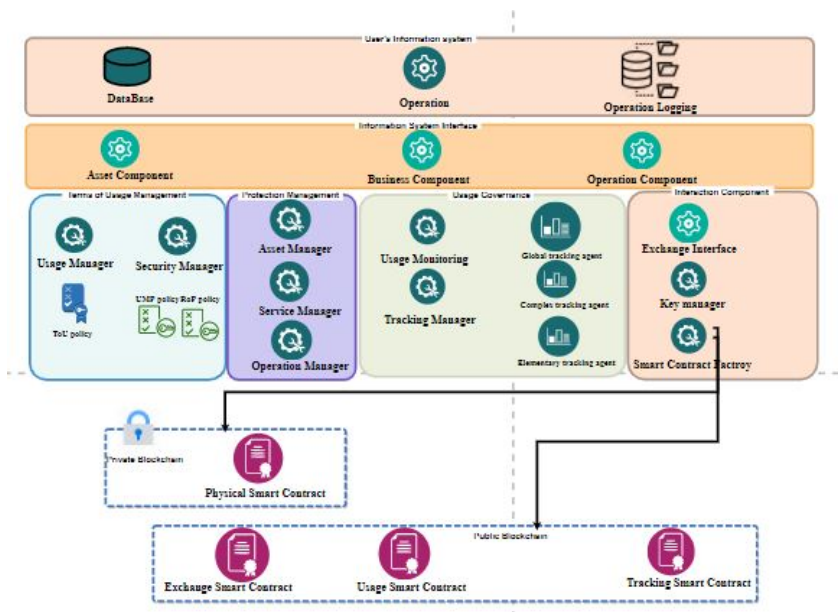 User's Information system
DataBase
Operation
Operation Logging
Information System Interface
Asset Component
Business Component
Operation Component
Terms of Usage Management
Usage Manager
Security Manager
ToU policy
UMP policy RoP policy
Protection Management
Asset Manager
Service Manager
Operation Manager
Usage Governance
Usage Monitoring
Tracking Manager
Global tracking agent
Complex tracking agent
Elementary tracking agent
Interaction Component
Exchange Interface
Key manager
Smart Contract Factroy
Private Blockchain
Physical Smart Contract
Public Blockchain
Exchange Smart Contract
Usage Smart Contract
Tracking Smart Contract